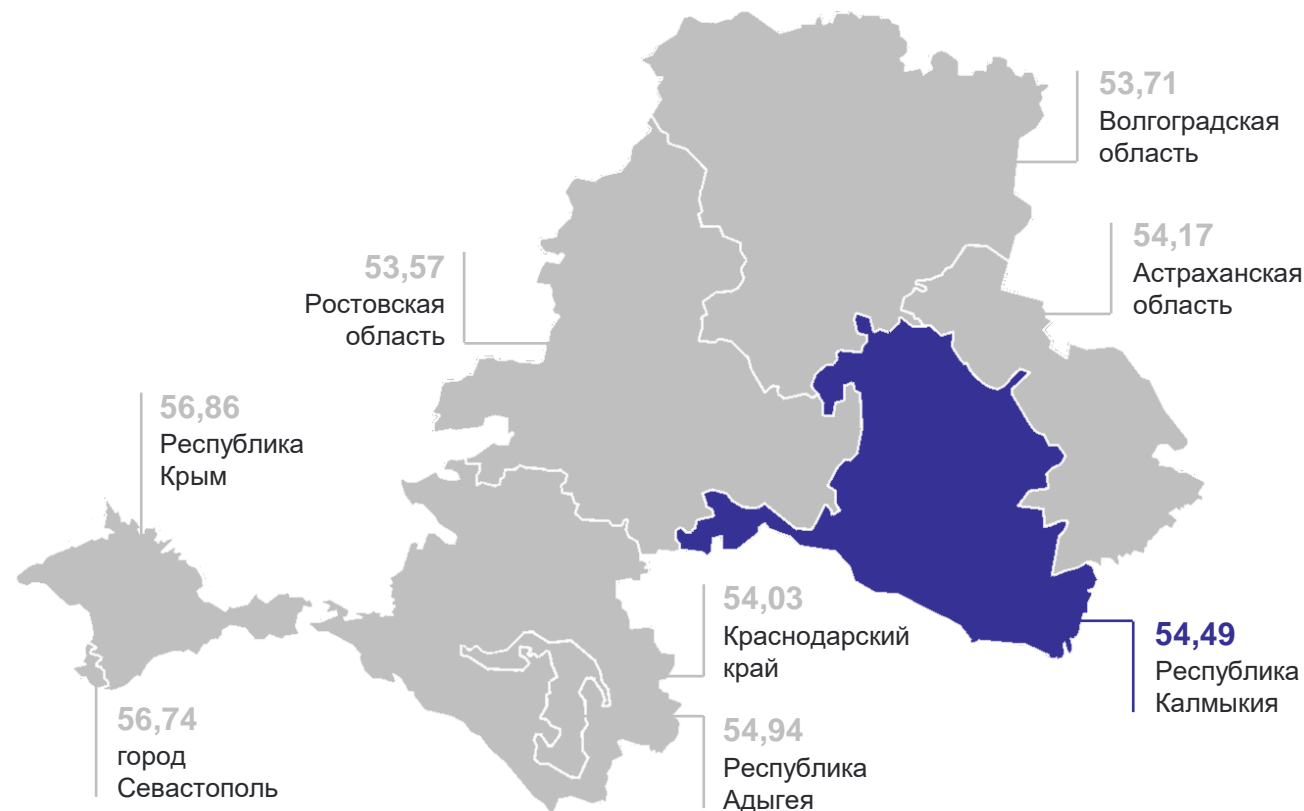 53,71
Волгоградская
область
54,17
Астраханская
область
53,57
Ростовская
область
56,86
Республика
Крым
54,03
Краснодарский
край
54,49
Республика
Калмыкия
56,74
город
Севастополь
54,94
Республика
Адыгея